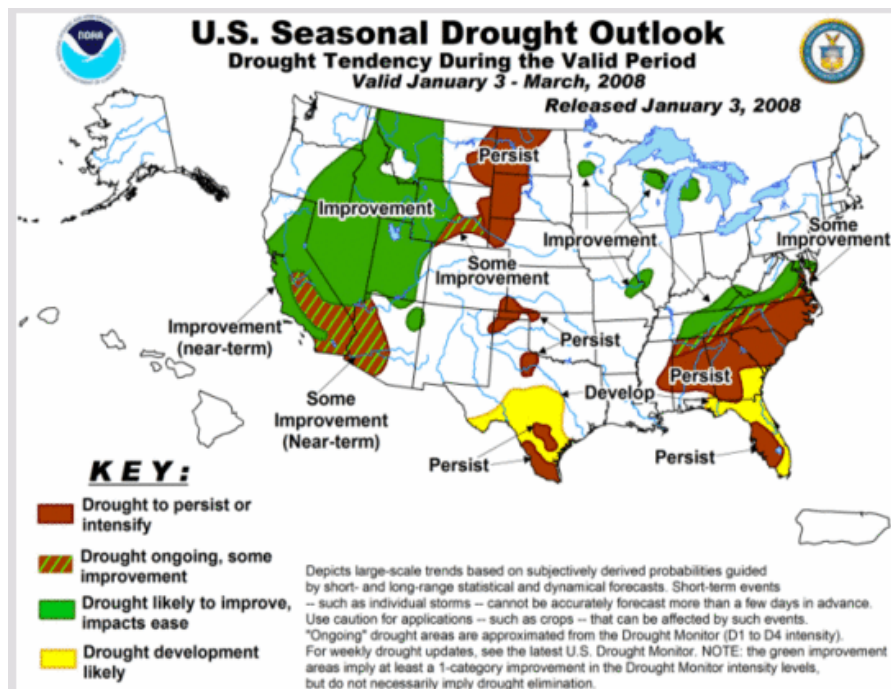 U.S. Seasonal Drought Outlook
Drought Tendency During the Valid Period
Valid January 3 - March, 2008
Released January 3, 2008
NOAA
Persist
Improvement
Improvement
Some
Improvement
Some
Improvement
Improvement
(near-term)
Persist
Some
Improvement
(Near-term)
Develop
Persist
Persist
Persist
KEY:
Drought to persist or
intensify
Drought ongoing, some
improvement
Drought likely to improve,
impacts ease
Drought development
likely
Depicts large-scale trends based on subjectively derived probabilities guided
by short- and long-range statistical and dynamical forecasts. Short-term events
-- such as individual storms -- cannot be accurately forecast more than a few days in advance.
Use caution for applications -- such as crops -- that can be affected by such events.
"Ongoing" drought areas are approximated from the Drought Monitor (D1 to D4 intensity).
For weekly drought updates, see the latest U.S. Drought Monitor. NOTE: the green improvement
areas imply at least a 1-category improvement in the Drought Monitor intensity levels,
but do not necessarily imply drought elimination.